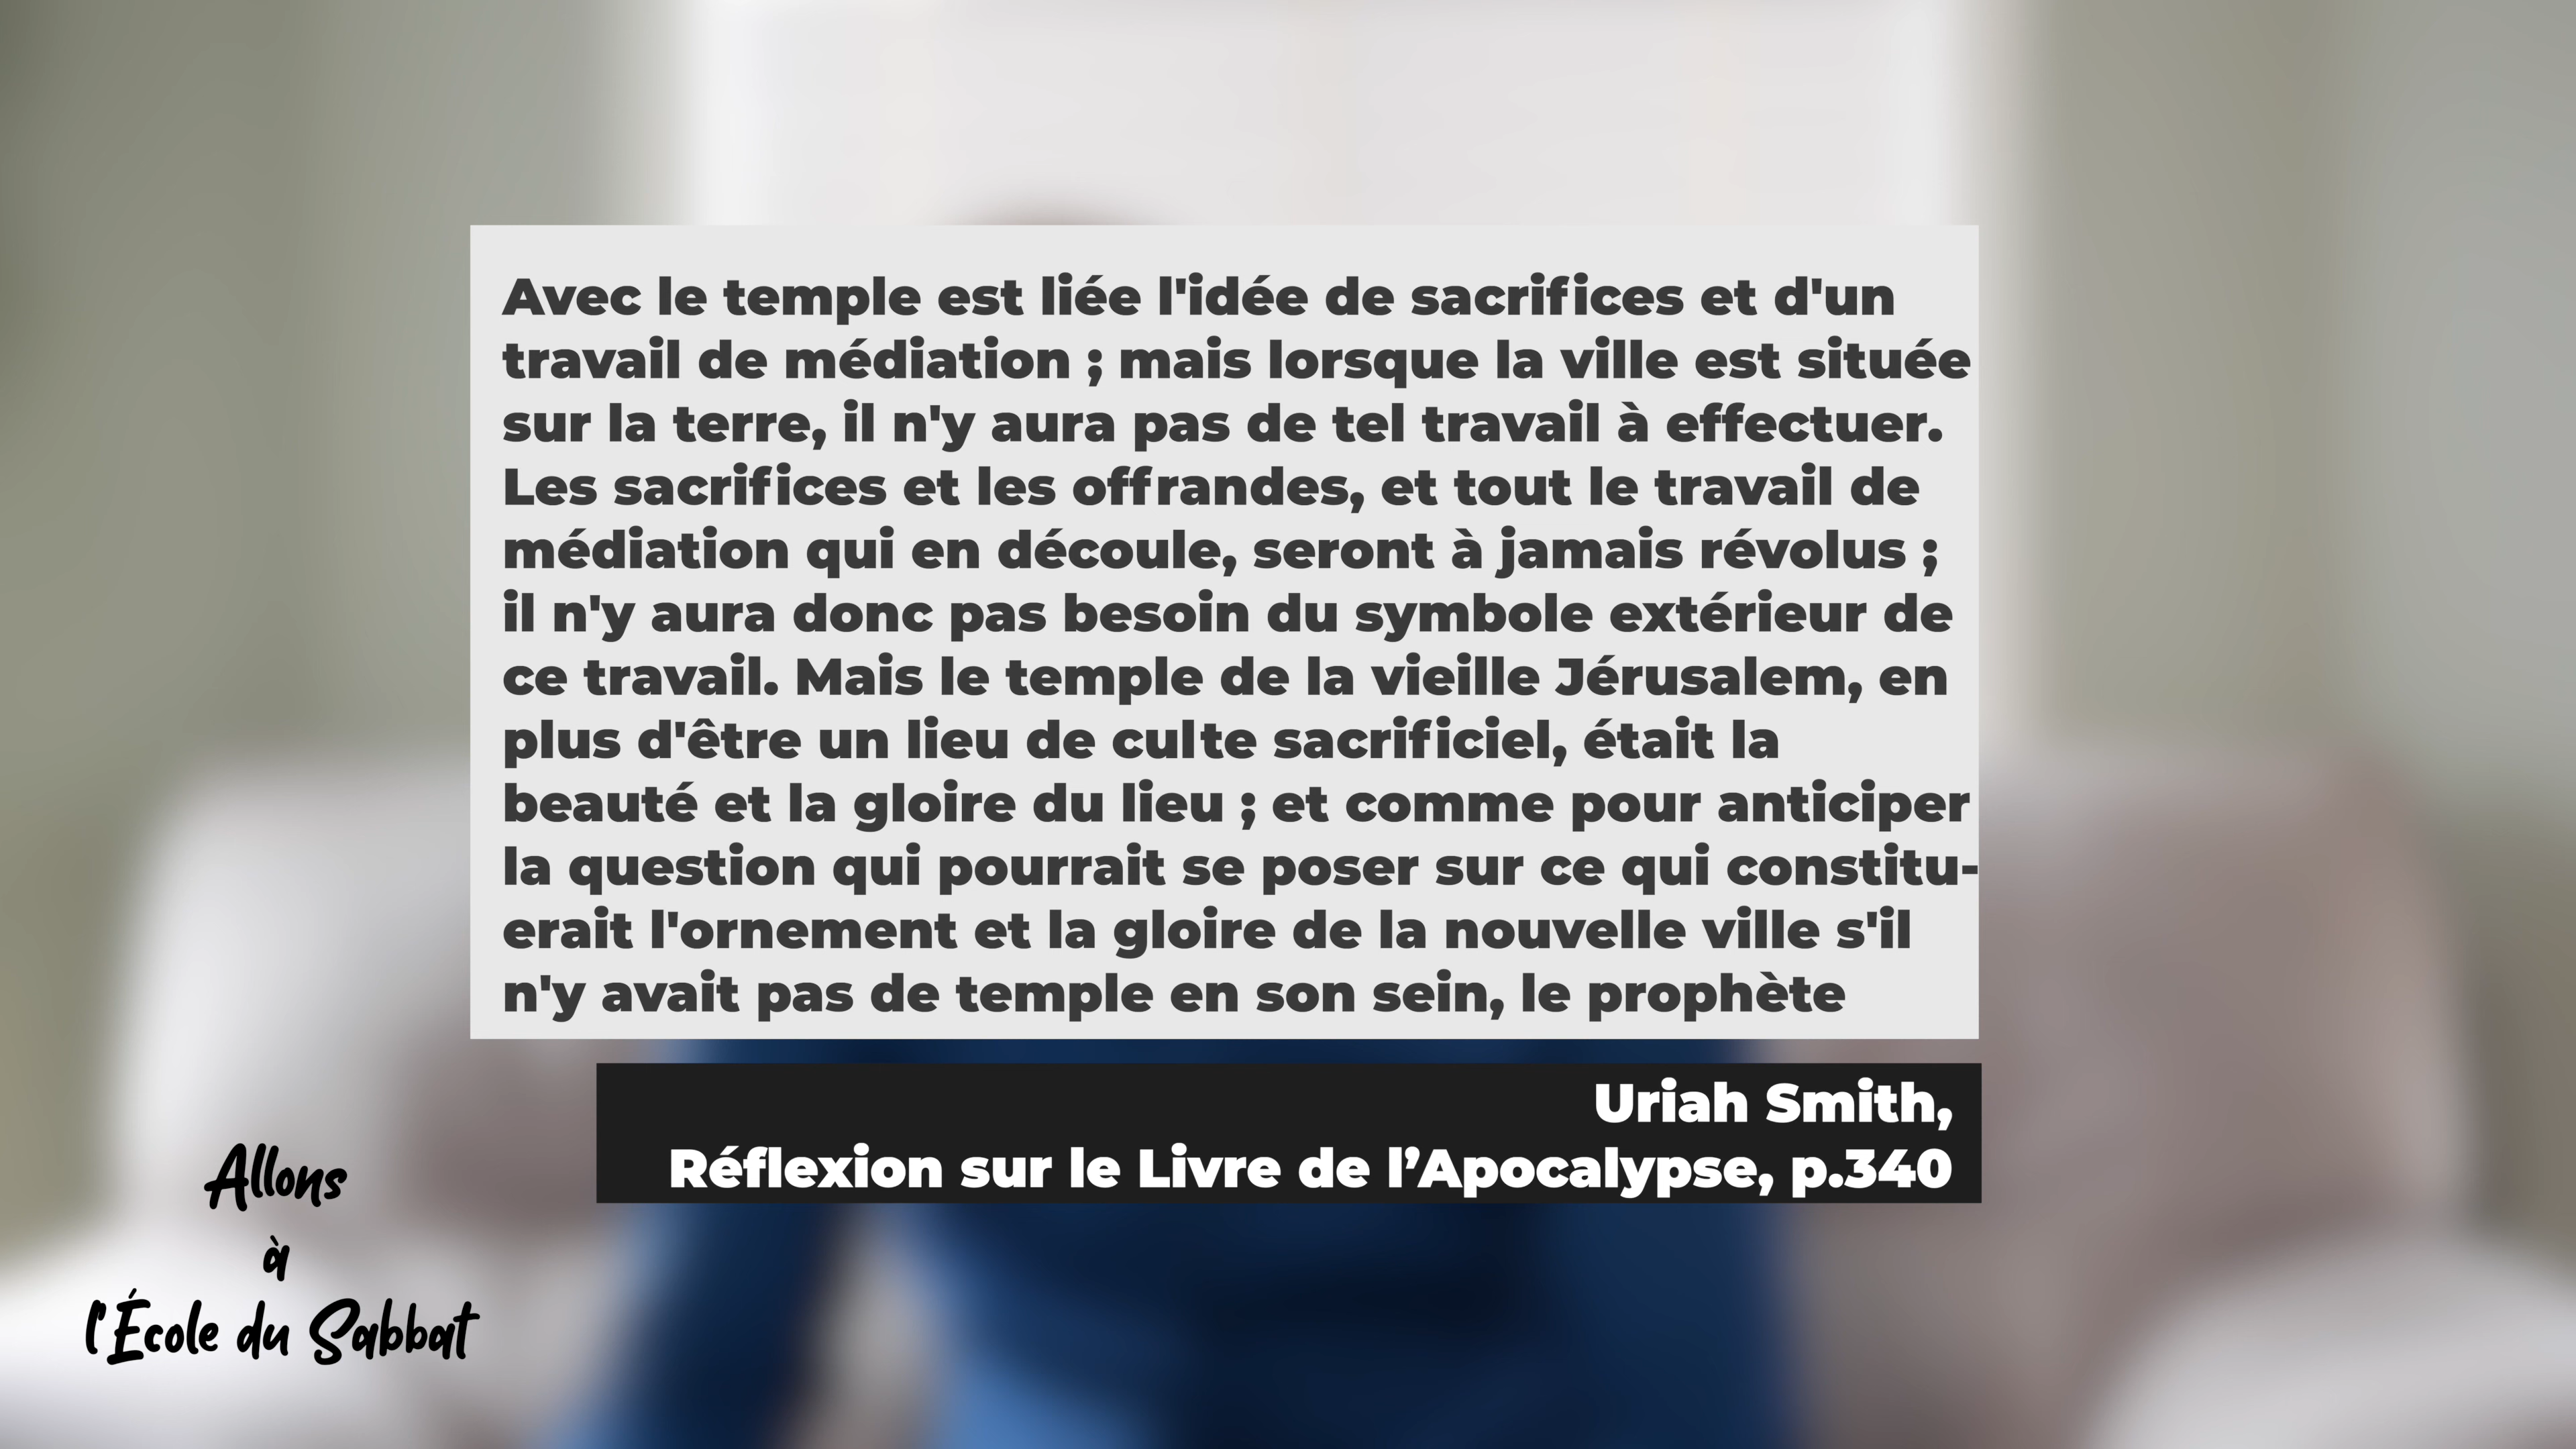 Avec le temple est liée l'idée de sacrifices et d'un
travail de médiation ; mais lorsque la ville est située
sur la terre, il n'y aura pas de tel travail à effectuer.
Les sacrifices et les offrandes, et tout le travail de
médiation qui en découle, seront à jamais révolus ;
il n'y aura donc pas besoin du symbole extérieur de
ce travail. Mais le temple de la vieille Jérusalem, en
plus d'être un lieu de culte sacrificiel, était la
beauté et la gloire du lieu ; et comme pour anticiper
la question qui pourrait se poser sur ce qui constitu-
erait l'ornement et la gloire de la nouvelle ville s'il
n'y avait pas de temple en son sein, le prophète
Uriah Smith,
Réflexion sur le Livre de l’Apocalypse, p.340
Allons
à
l'École du Sabbat